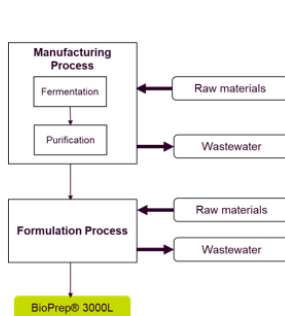 Manufacturing
Process
Fermentation
Purification
Raw materials
Wastewater
Formulation Process
Raw materials
Wastewater
BioPrep® 3000L